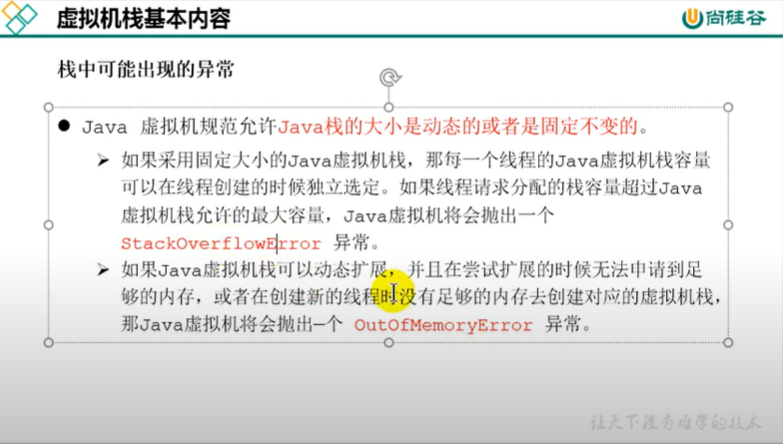 虚拟机栈基本内容
尚硅谷
栈中可能出现的异常
● Java 虚拟机规范允许Java栈的大小是动态的或者是固定不变的。
➢ 如果采用固定大小的Java虚拟机栈，那每一个线程的Java虚拟机栈容量
可以在线程创建的时候独立选定。如果线程请求分配的栈容量超过Java
虚拟机栈允许的最大容量，Java虚拟机将会抛出一个
StackOverflowError 异常。
➢ 如果Java虚拟机栈可以动态扩展，并且在尝试扩展的时候无法申请到足
够的内存，或者在创建新的线程时没有足够的内存去创建对应的虚拟机栈，
那Java虚拟机将会抛出一个 OutOfMemoryError 异常。
让天下没有难学的技术